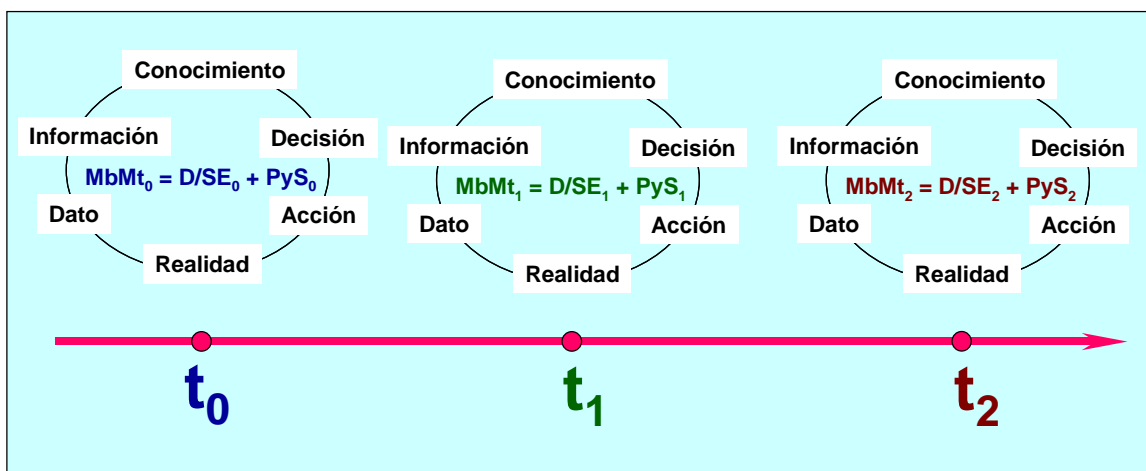 Conocimiento
Información
Decisión
MbMt₀ = D/SE₀ + PyS₀
Dato
Acción
Realidad
Conocimiento
Información
Decisión
MbMt₁ = D/SE₁ + PyS₁
Dato
Acción
Realidad
Conocimiento
Información
Decisión
MbMt₂ = D/SE₂ + PyS₂
Dato
Acción
Realidad
t₀
t₁
t₂